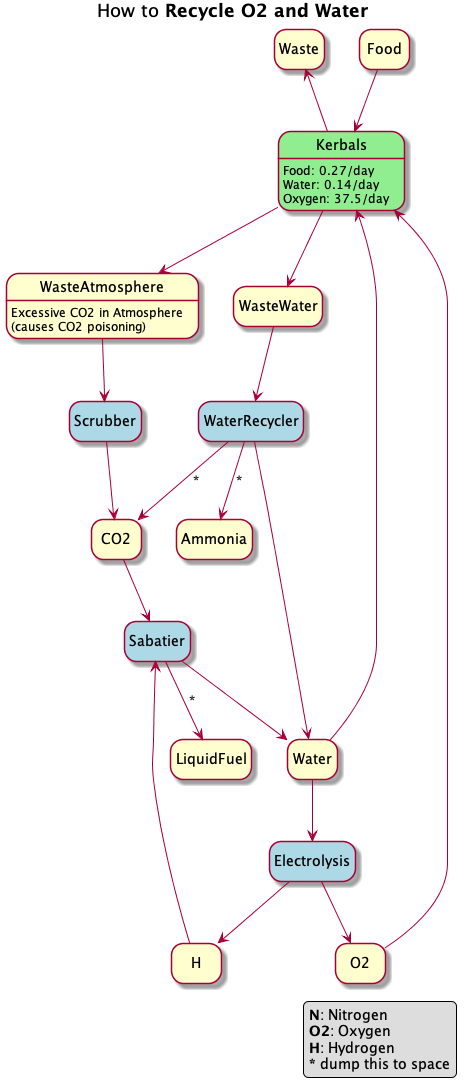 How to Recycle O2 and Water
Waste
Food
Kerbals
Food: 0.27/day
Water: 0.14/day
Oxygen: 37.5/day
WasteAtmosphere
Excessive CO2 in Atmosphere
(causes CO2 poisoning)
WasteWater
Scrubber
WaterRecycler
*
*
CO2
Ammonia
Sabatier
*
LiquidFuel
Water
Electrolysis
H
O2
N: Nitrogen
O2: Oxygen
H: Hydrogen
* dump this to space